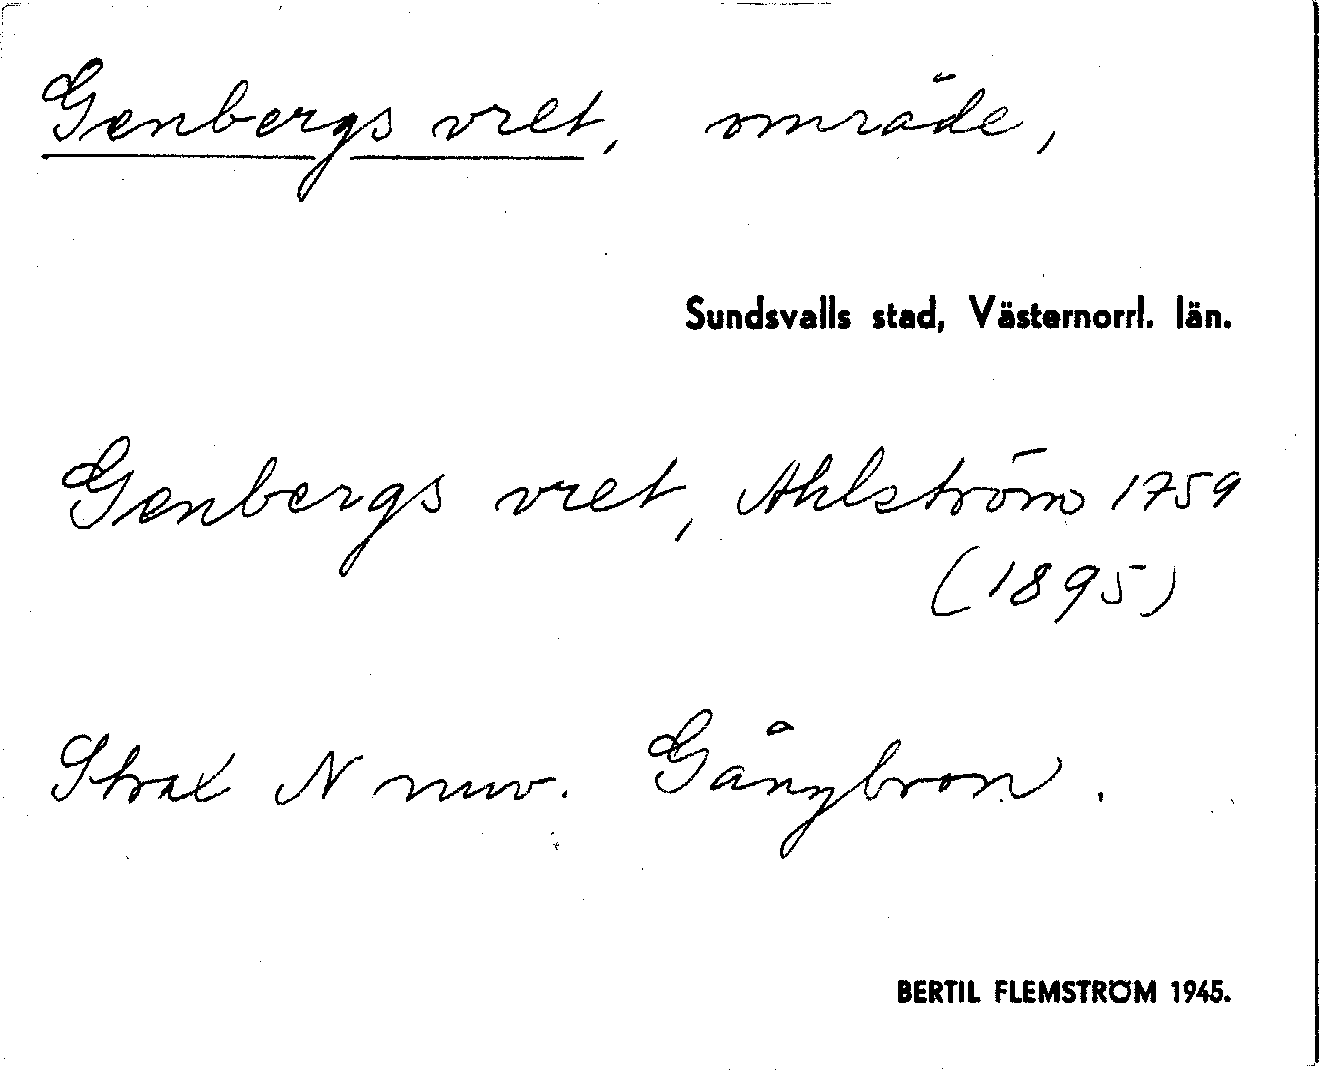 Genbergs vret, område,
Sundsvalls stad, Västernorrl. län.
Genbergs vret, Ahlström 1759
(1895)
Strax N nuv. Gångbron.
BERTIL FLEMSTRÖM 1945.